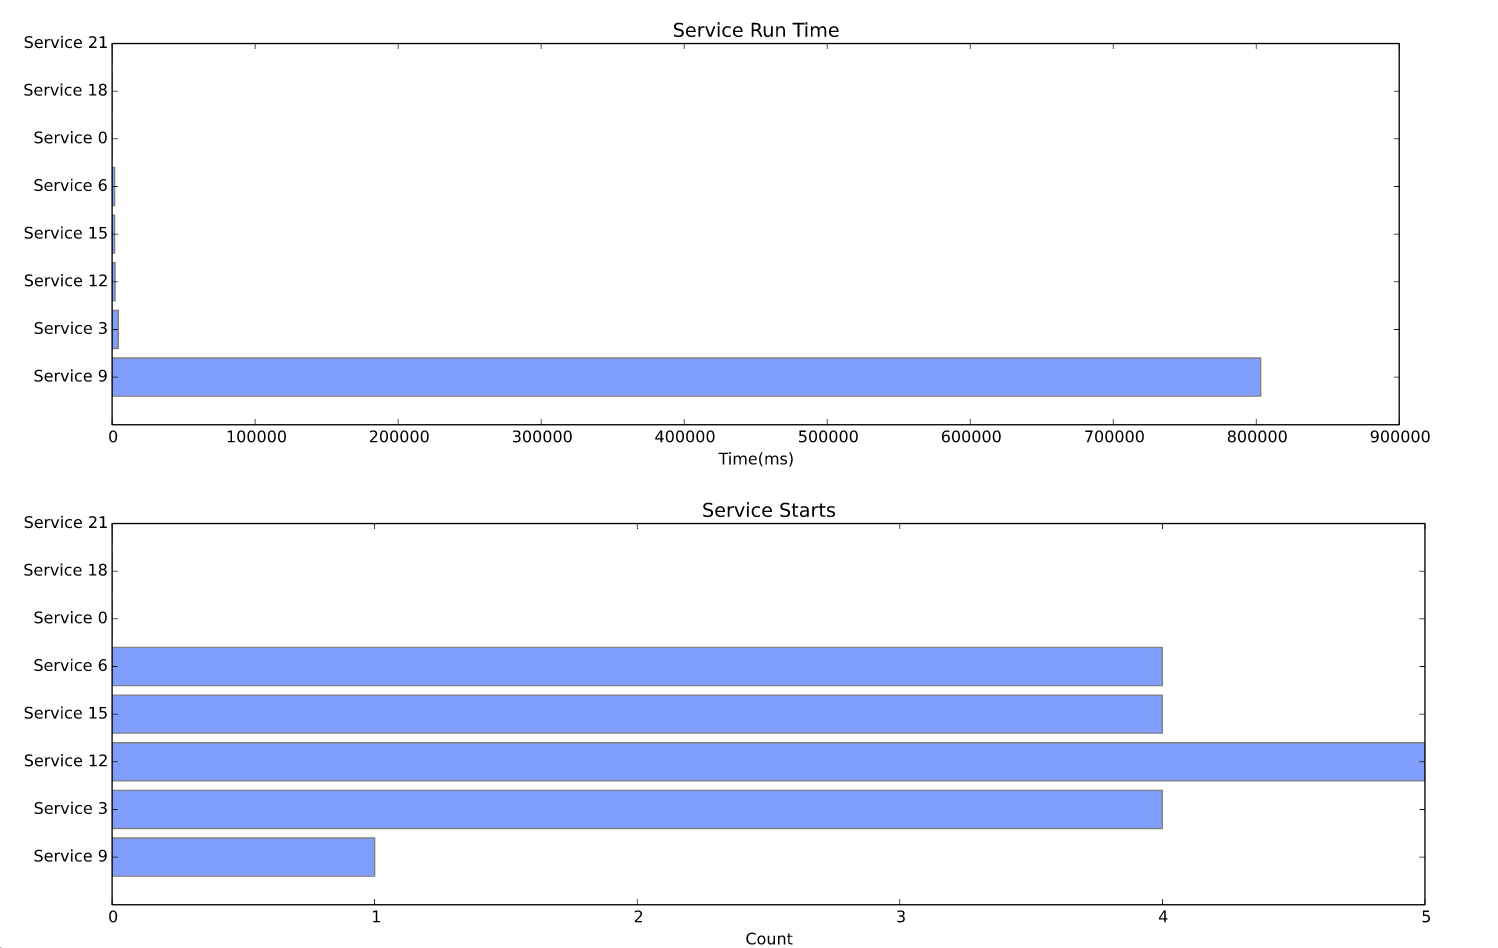 Service Run Time
Service 21
Service 18
Service 0
Service 6
Service 15
Service 12
Service 3
Service 9
0 100000 200000 300000 400000 500000 600000 700000 800000 900000
Time(ms)
Service Starts
Service 21
Service 18
Service 0
Service 6
Service 15
Service 12
Service 3
Service 9
0 1 2 3 4 5
Count